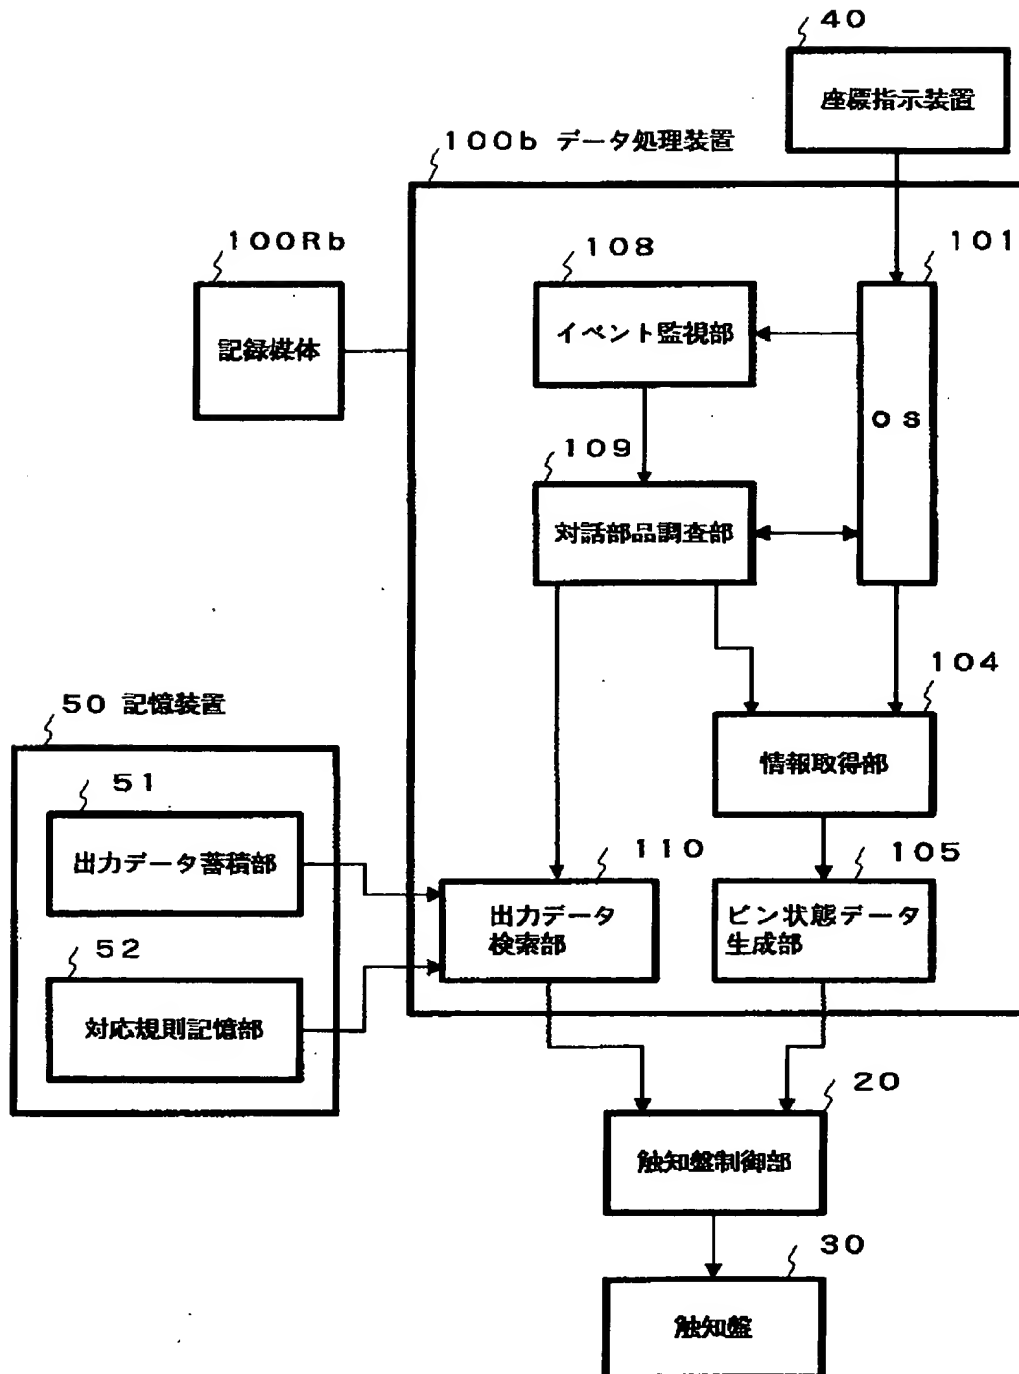 40
座標指示装置
100b データ処理装置
100Rb
記録媒体
108
イベント監視部
101
OS
109
対話部品調査部
104
情報取得部
50 記憶装置
51
出力データ蓄積部
52
対応規則記憶部
110
出力データ
検索部
105
ピン状態データ
生成部
20
触知盤制御部
30
触知盤